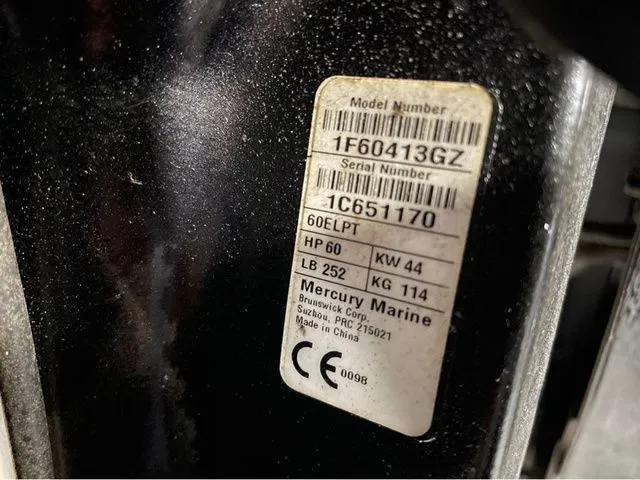 Model Number
1F60413GZ
Serial Number
1C651170
60ELPT
HP 60 KW 44
LB 252 KG 114
Mercury Marine
Brunswick Corp.
Suzhou, PRC 215021
Made in China
CE 0098